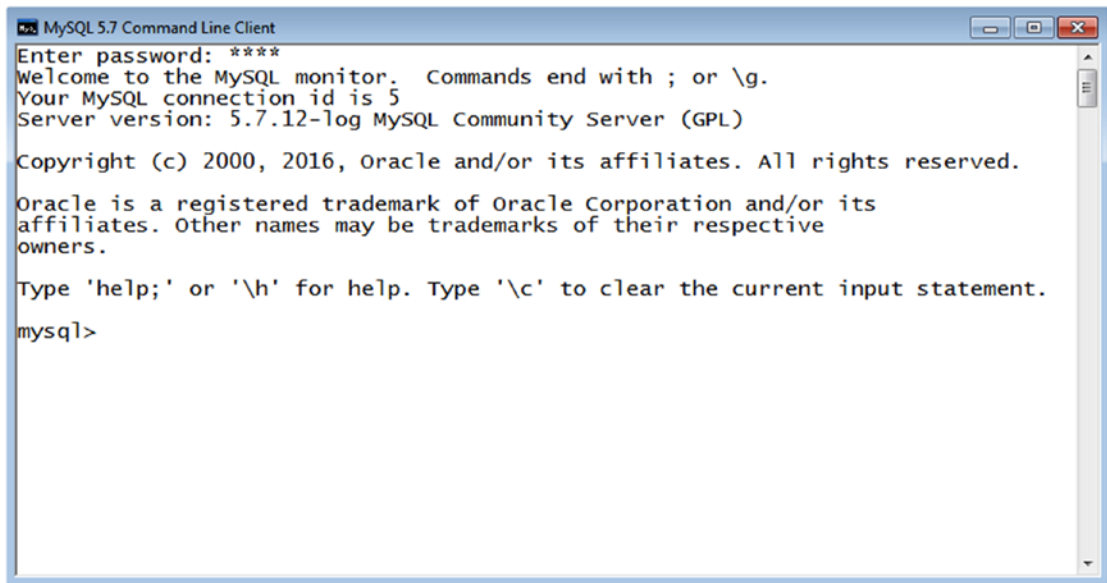 MySQL 5.7 Command Line Client
Enter password: ****
Welcome to the MySQL monitor.  Commands end with ; or \g.
Your MySQL connection id is 5
Server version: 5.7.12-log MySQL Community Server (GPL)
Copyright (c) 2000, 2016, Oracle and/or its affiliates. All rights reserved.
Oracle is a registered trademark of Oracle Corporation and/or its
affiliates. Other names may be trademarks of their respective
owners.
Type 'help;' or '\h' for help. Type '\c' to clear the current input statement.
mysql>